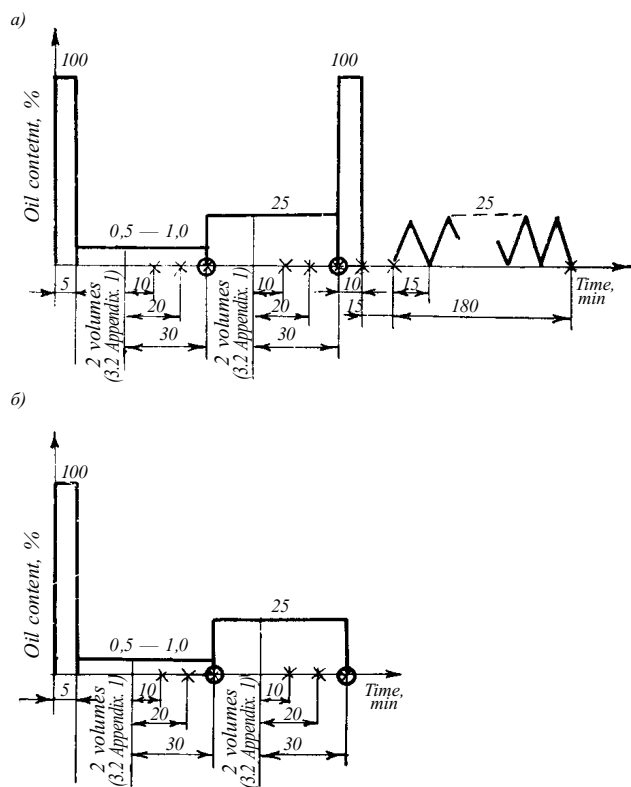 а)
100
100
Oil contetnt, %
0,5 — 1,0
25
25
5
2 volumes
(3.2 Appendix. 1)
10
20
30
2 volumes
(3.2 Appendix. 1)
10
20
30
10
15
15
180
Time,
min
б)
100
Oil content, %
0,5 — 1,0
25
5
2 volumes
(3.2 Appendix. 1)
10
20
30
2 volumes
(3.2 Appendix. 1)
10
20
30
Time,
min